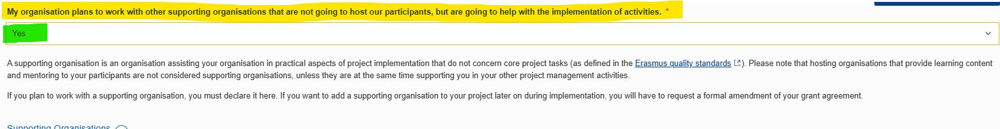 My organisation plans to work with other supporting organisations that are not going to host our participants, but are going to help with the implementation of activities. *
Yes
A supporting organisation is an organisation assisting your organisation in practical aspects of project implementation that do not concern core project tasks (as defined in the Erasmus quality standards). Please note that hosting organisations that provide learning content
and mentoring to your participants are not considered supporting organisations, unless they are at the same time supporting you in your other project management activities.
If you plan to work with a supporting organisation, you must declare it here. If you want to add a supporting organisation to your project later on during implementation, you will have to request a formal amendment of your grant agreement.
Supporting Organisations